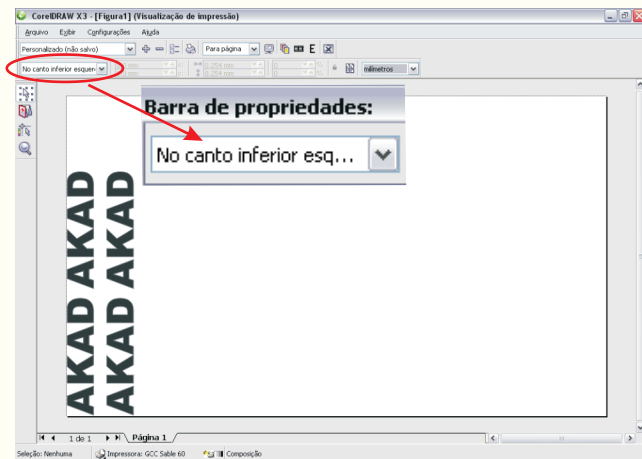 CorelDRAW X3 - [Figura1] (Visualização de impressão)
Arquivo Exibir Configurações Ajuda
Personalizado (não salvo) Para página E
No canto inferior esquer milímetros
Barra de propriedades:
No canto inferior esq...
AKAD AKAD
AKAD AKAD
1 de 1 Página 1
Seleção: Nenhuma Impressora: GCC Sable 60 Composição